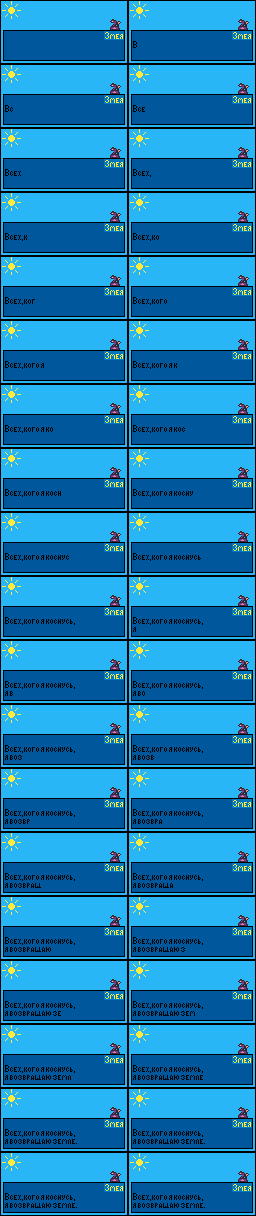 Змея
Змея
В
Змея
Вс
Змея
Все
Змея
Всех
Змея
Всех,
Змея
Всех,к
Змея
Всех,ко
Змея
Всех,ког
Змея
Всех,кого
Змея
Всех,кого я
Змея
Всех,кого я к
Змея
Всех,кого я ко
Змея
Всех,кого я кос
Змея
Всех,кого я косн
Змея
Всех,кого я косну
Змея
Всех,кого я коснус
Змея
Всех,кого я коснусь
Змея
Всех,кого я коснусь,
Змея
Всех,кого я коснусь,
я
Змея
Всех,кого я коснусь,
я в
Змея
Всех,кого я коснусь,
я во
Змея
Всех,кого я коснусь,
я воз
Змея
Всех,кого я коснусь,
я возв
Змея
Всех,кого я коснусь,
я возвр
Змея
Всех,кого я коснусь,
я возвра
Змея
Всех,кого я коснусь,
я возвращ
Змея
Всех,кого я коснусь,
я возвраща
Змея
Всех,кого я коснусь,
я возвращаю
Змея
Всех,кого я коснусь,
я возвращаю з
Змея
Всех,кого я коснусь,
я возвращаю зе
Змея
Всех,кого я коснусь,
я возвращаю зем
Змея
Всех,кого я коснусь,
я возвращаю земл
Змея
Всех,кого я коснусь,
я возвращаю земле
Змея
Всех,кого я коснусь,
я возвращаю земле.
Змея
Всех,кого я коснусь,
я возвращаю земле.
Змея
Всех,кого я коснусь,
я возвращаю земле.
Змея
Всех,кого я коснусь,
я возвращаю земле.